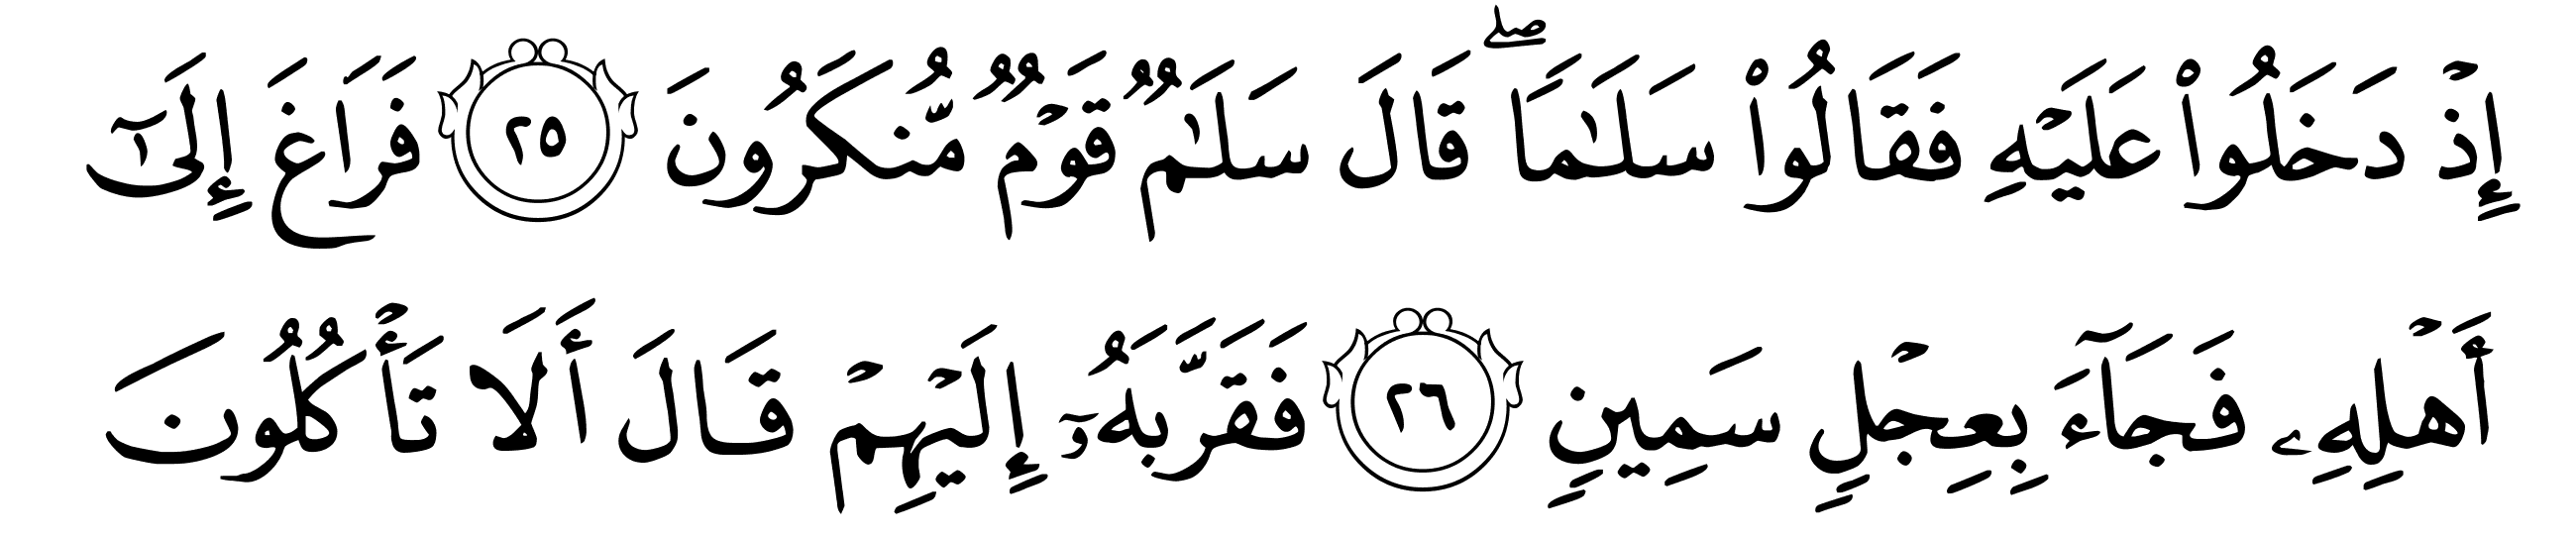 إِذۡ دَخَلُواْ عَلَيۡهِ فَقَالُواْ سَلَٰمٗاۖ قَالَ سَلَٰمٞ قَوۡمٞ مُّنكَرُونَ ٢٥ فَرَاغَ إِلَىٰٓ
أَهۡلِهِۦ فَجَآءَ بِعِجۡلٖ سَمِينٖ ٢٦ فَقَرَّبَهُۥٓ إِلَيۡهِمۡ قَالَ أَلَا تَأۡكُلُونَ